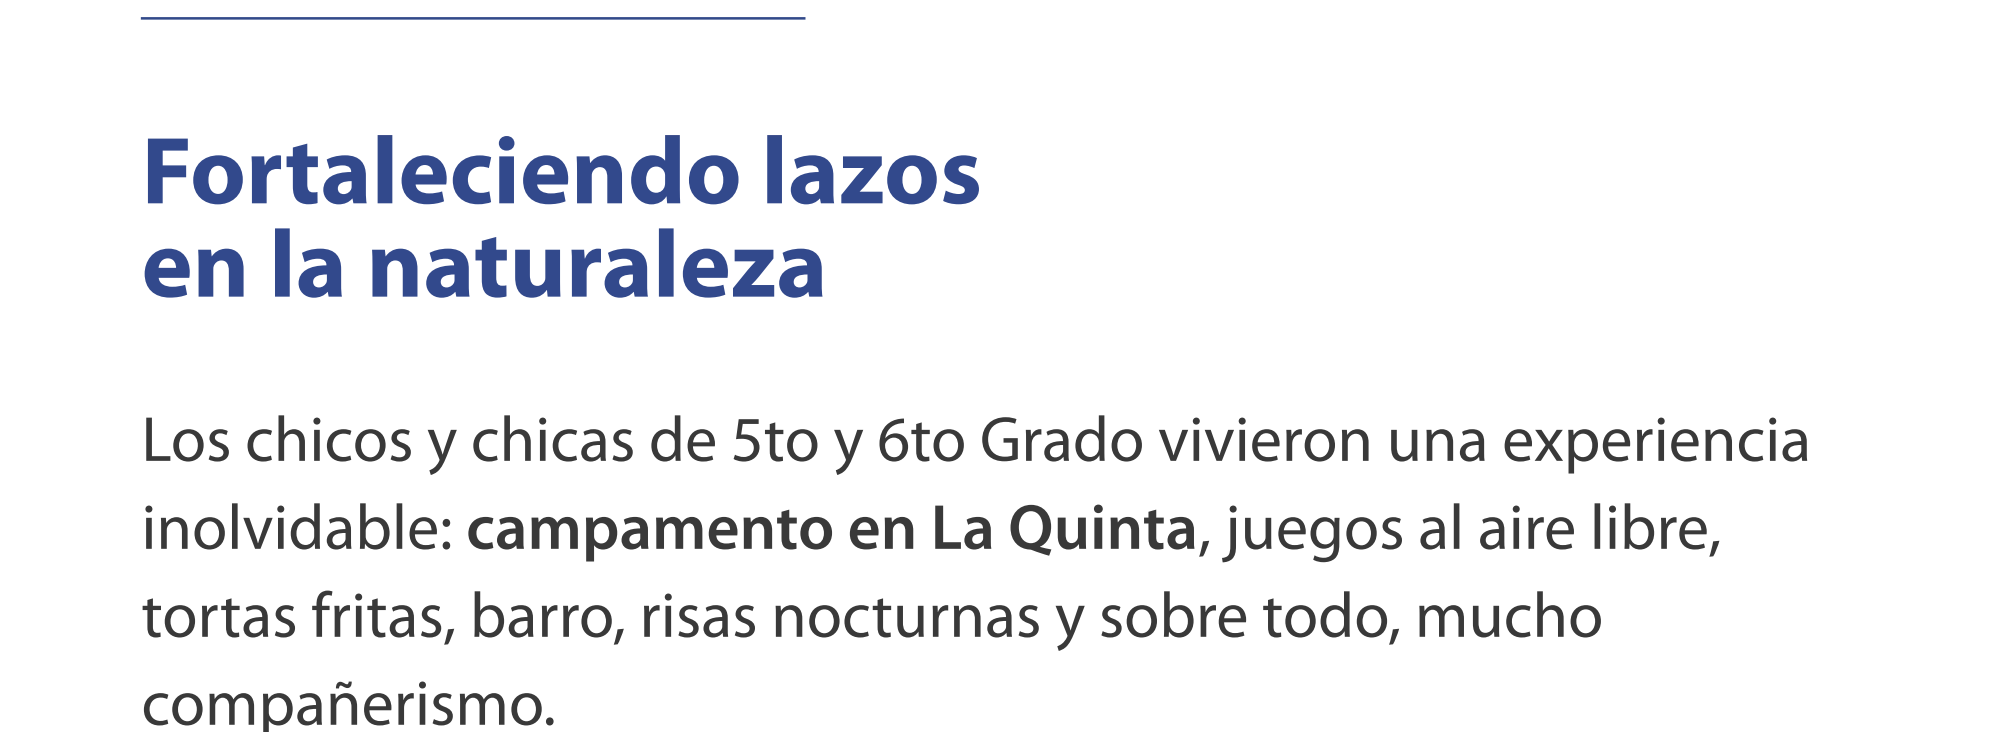 Fortaleciendo lazos
en la naturaleza
Los chicos y chicas de 5to y 6to Grado vivieron una experiencia
inolvidable: campamento en La Quinta, juegos al aire libre,
tortas fritas, barro, risas nocturnas y sobre todo, mucho
compañerismo.